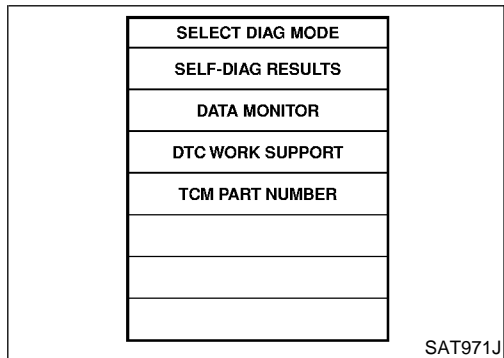 SELECT DIAG MODE
SELF-DIAG RESULTS
DATA MONITOR
DTC WORK SUPPORT
TCM PART NUMBER
SAT971J